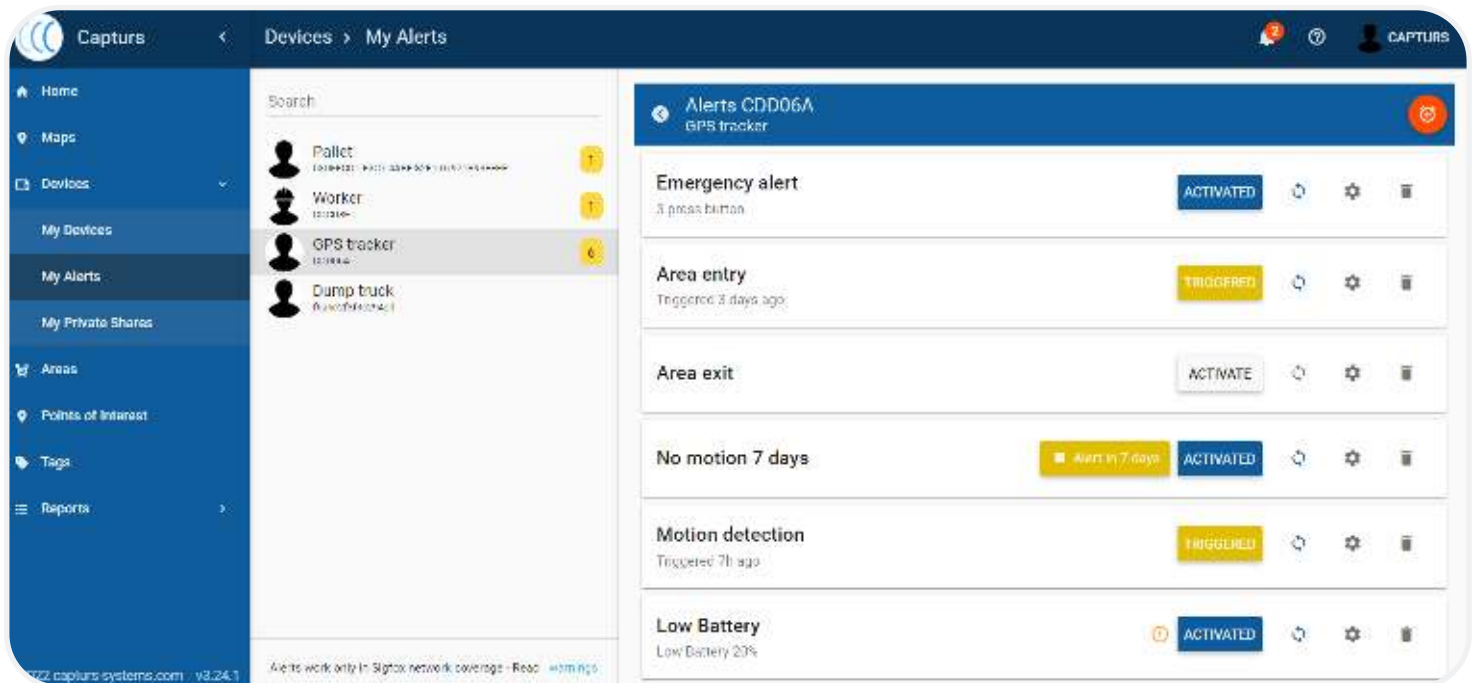 Capturs
Devices > My Alerts
2
CAPTURS
Home
Maps
Devices
My Devices
My Alerts
My Private Shares
Areas
Points of Interest
Tags
Reports
capturs-systems.com v3.24.1
Search
Pallet
1
Worker
1
GPS tracker
6
Dump truck
Alerts work only in Sigfox network coverage - Read warnings
Alerts CDD06A
GPS tracker
Emergency alert
3 press button
ACTIVATED
Area entry
Triggered 3 days ago
TRIGGERED
Area exit
ACTIVATE
No motion 7 days
Alert in 7 days
ACTIVATED
Motion detection
Triggered 7h ago
TRIGGERED
Low Battery
Low Battery 20%
ACTIVATED